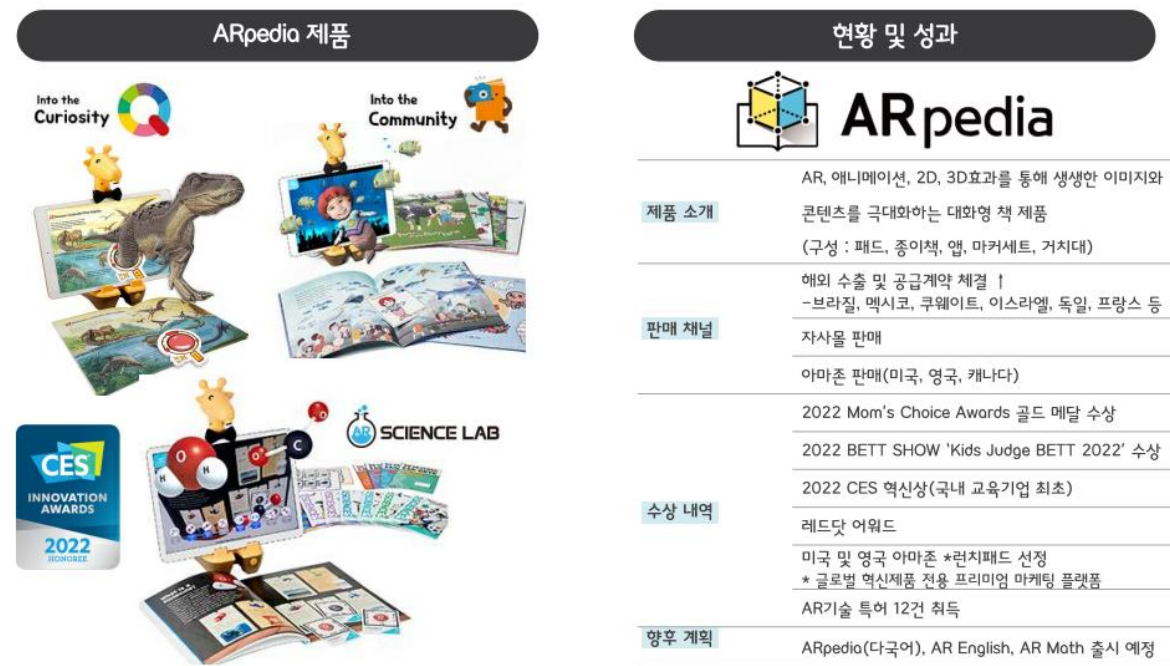 ARpedia 제품
Into the
Curiosity
Into the
Community
AR SCIENCE LAB
CES
INNOVATION
AWARDS
2022
HONOREE
O
H
H
O
C
O
현황 및 성과
ARpedia
제품 소개
AR, 애니메이션, 2D, 3D효과를 통해 생생한 이미지와
콘텐츠를 극대화하는 대화형 책 제품
(구성 : 패드, 종이책, 앱, 마커세트, 거치대)
판매 채널
해외 수출 및 공급계약 체결 ↑
-브라질, 멕시코, 쿠웨이트, 이스라엘, 독일, 프랑스 등
자사몰 판매
아마존 판매(미국, 영국, 캐나다)
수상 내역
2022 Mom's Choice Awards 골드 메달 수상
2022 BETT SHOW 'Kids Judge BETT 2022' 수상
2022 CES 혁신상(국내 교육기업 최초)
레드닷 어워드
미국 및 영국 아마존 *런치패드 선정
* 글로벌 혁신제품 전용 프리미엄 마케팅 플랫폼
AR기술 특허 12건 취득
향후 계획
ARpedia(다국어), AR English, AR Math 출시 예정